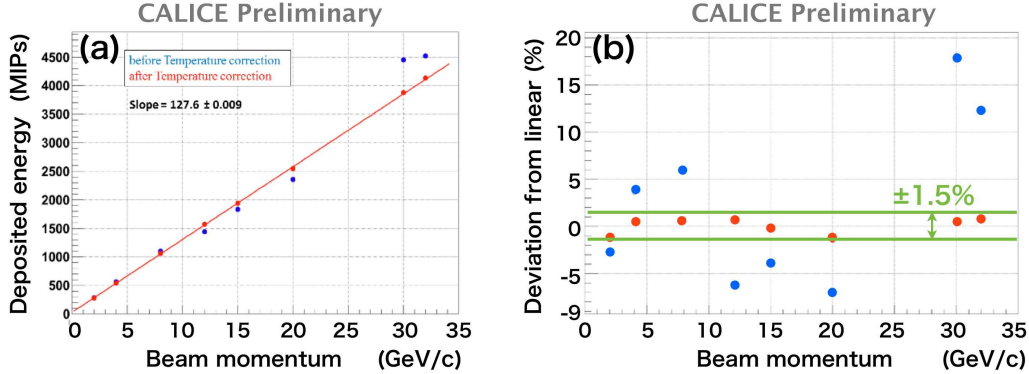 CALICE Preliminary
(a)
before Temperature correction
after Temperature correction
Slope = 127.6 ± 0.009
Deposited energy (MIPs)
4500
4000
3500
3000
2500
2000
1500
1000
500
0
0 5 10 15 20 25 30 35
Beam momentum (GeV/c)
CALICE Preliminary
(b)
±1.5%
Deviation from linear (%)
20
15
10
5
0
-5
-9
0 5 10 15 20 25 30 35
Beam momentum (GeV/c)